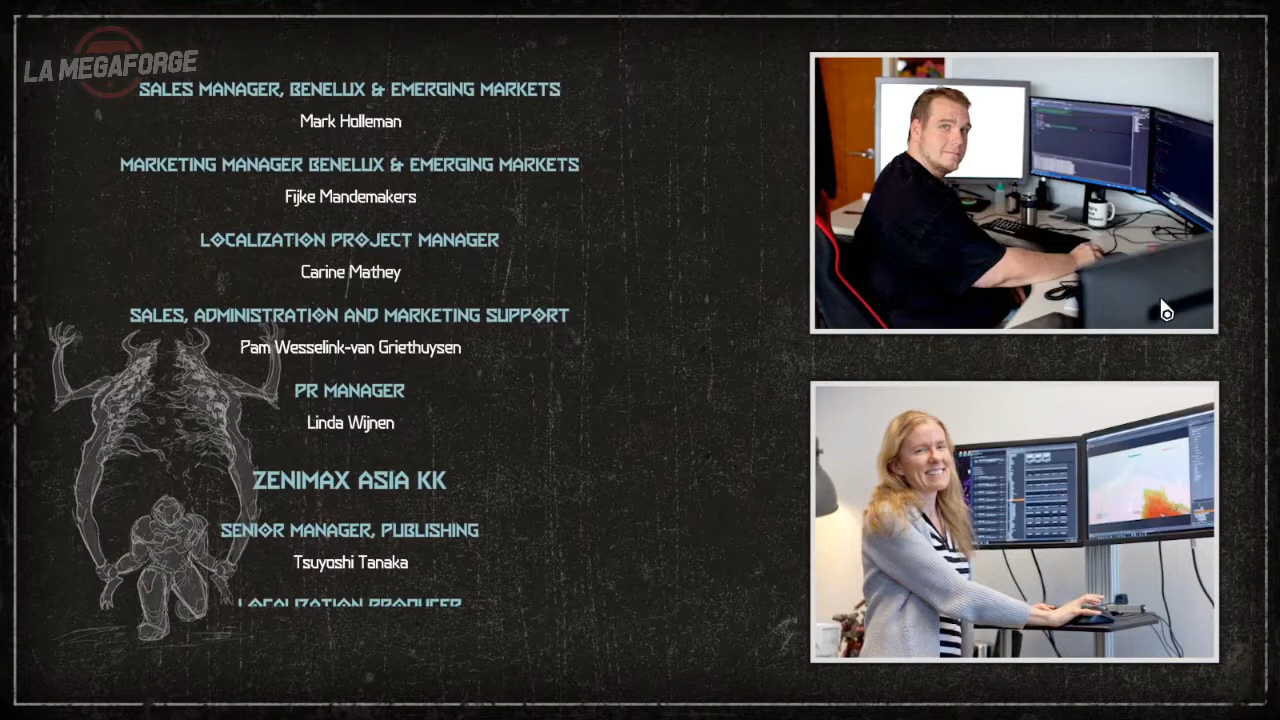 LA MEGAFORGE
SALES MANAGER, BENELUX & EMERGING MARKETS
Mark Holleman
MARKETING MANAGER BENELUX & EMERGING MARKETS
Fijke Mandemakers
LOCALIZATION PROJECT MANAGER
Carine Mathey
SALES, ADMINISTRATION AND MARKETING SUPPORT
Pam Wesselink-van Griethuysen
PR MANAGER
Linda Wijnen
ZENIMAX ASIA KK
SENIOR MANAGER, PUBLISHING
Tsuyoshi Tanaka
LOCALIZATION PRODUCER